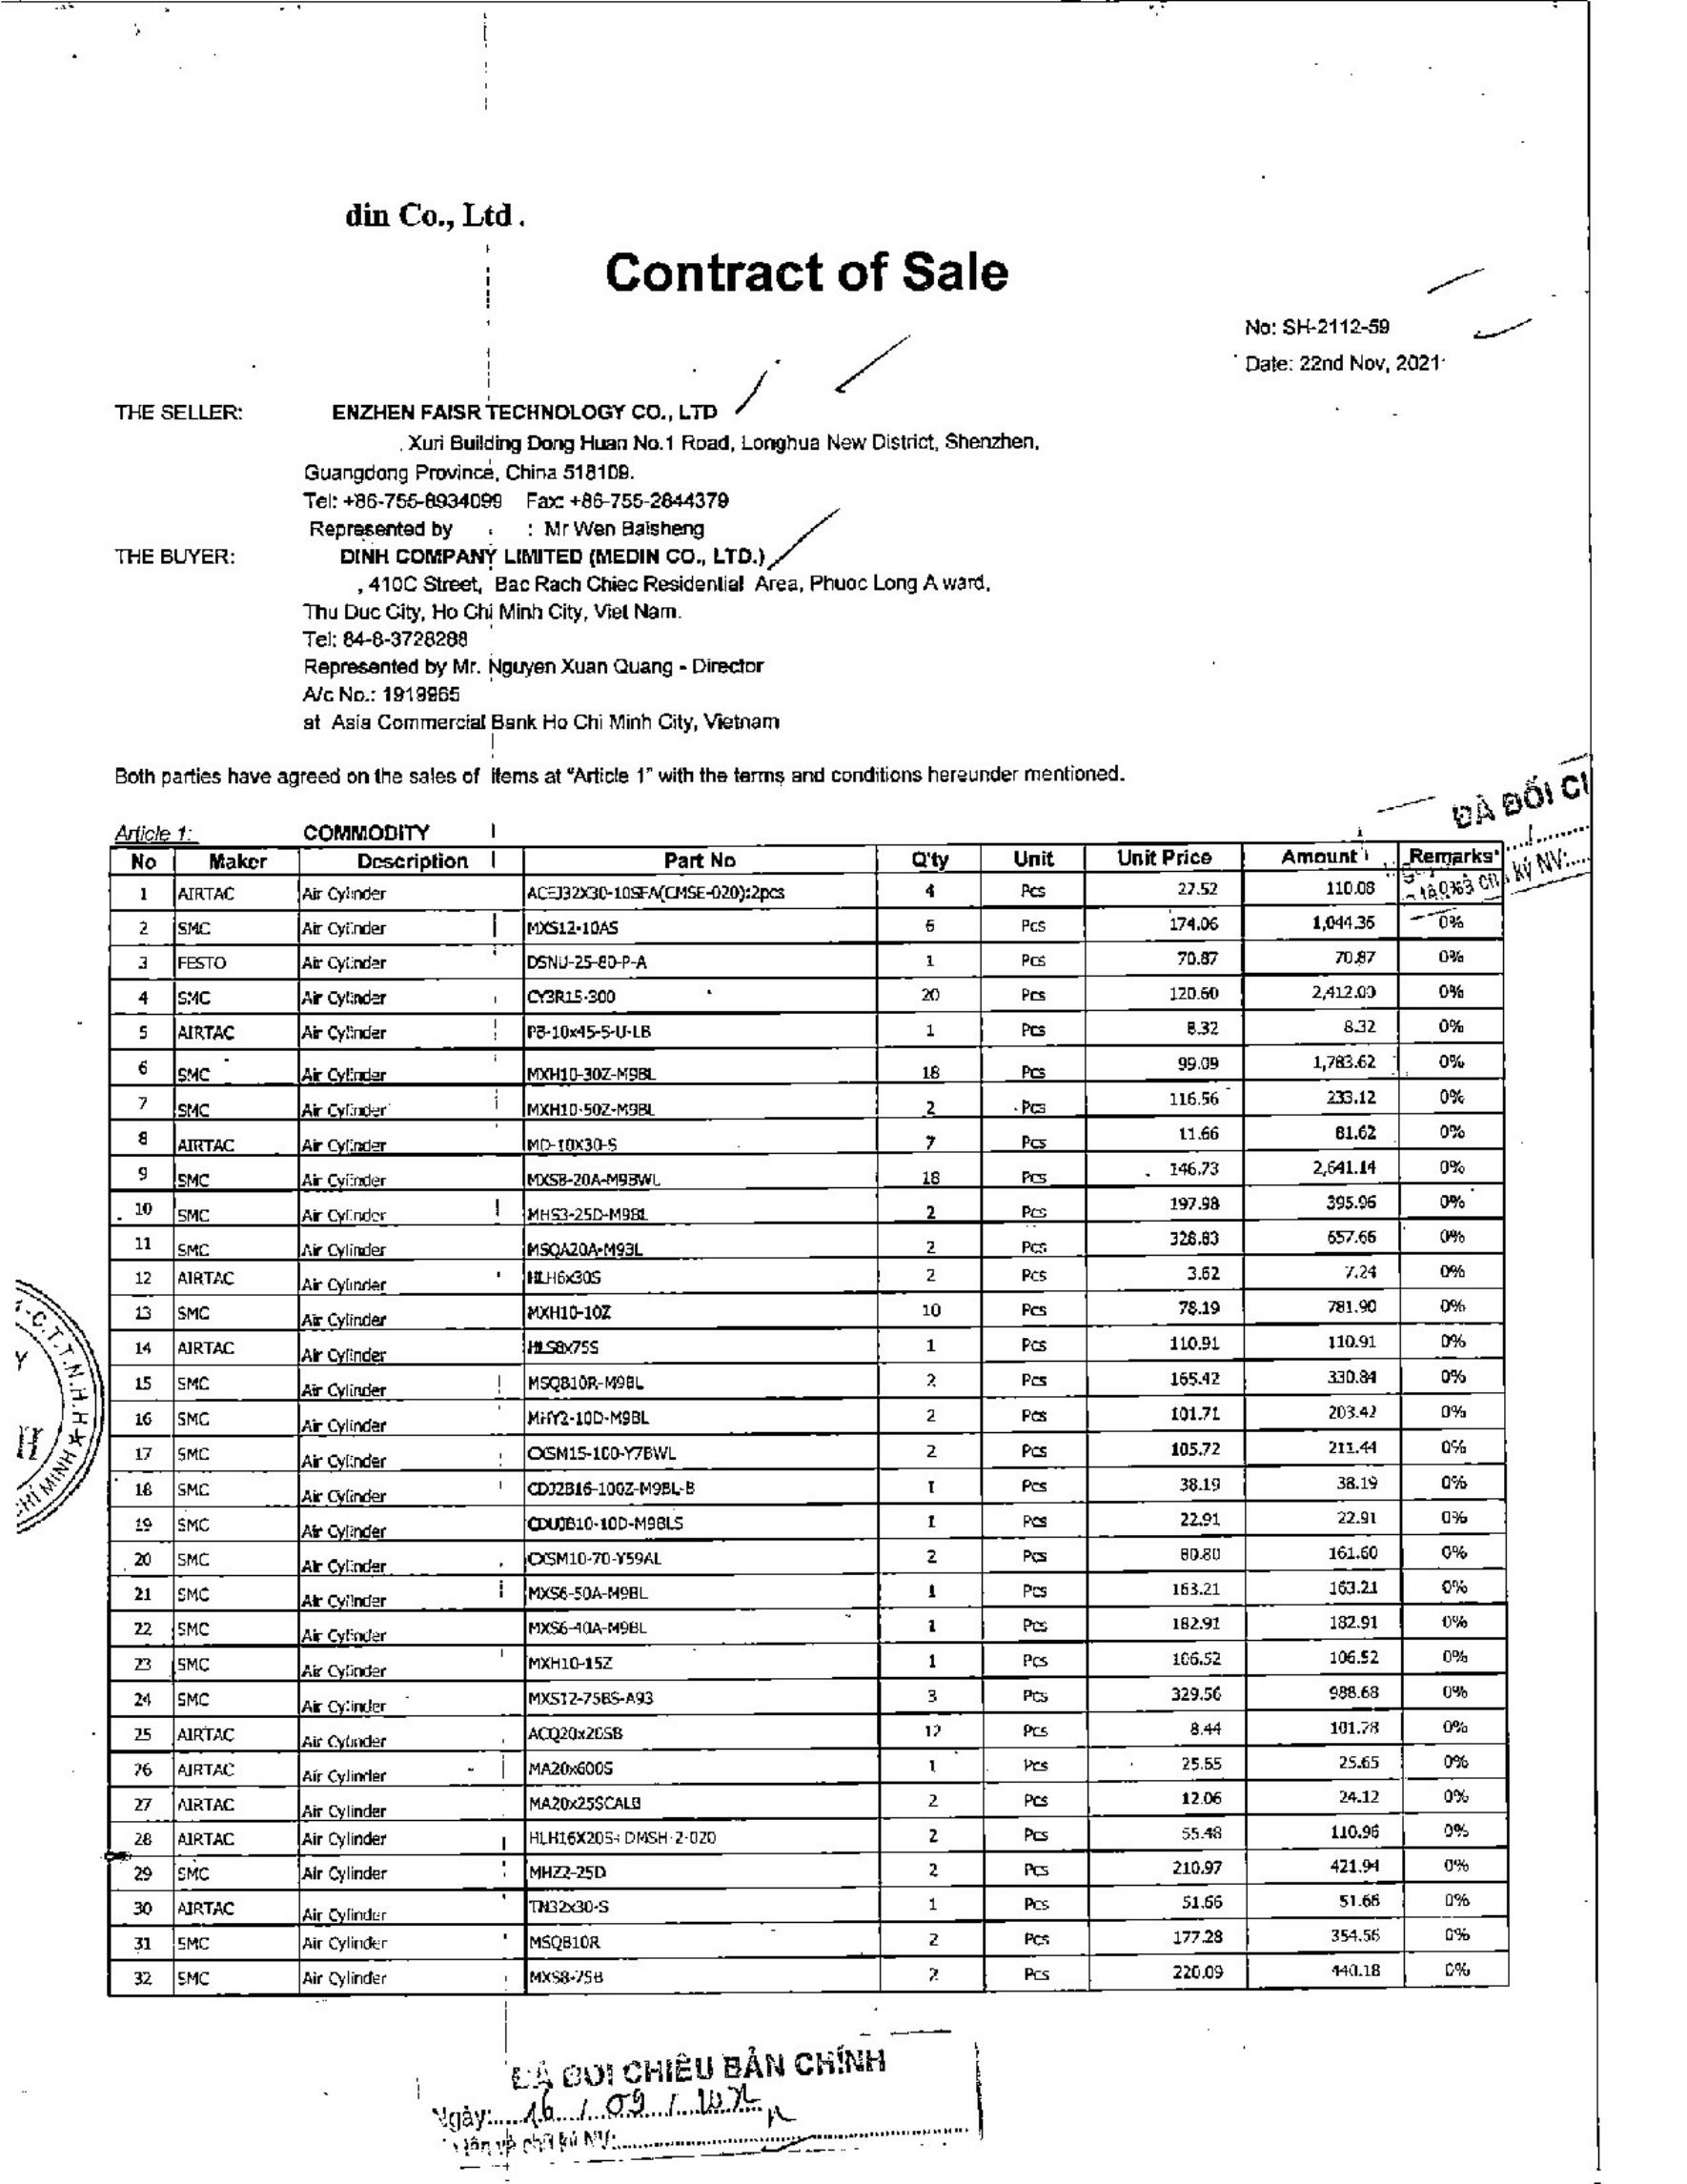 din Co., Ltd.
Contract of Sale
No: SH-2112-59
Date: 22nd Nov, 2021
THE SELLER: ENZHEN FAISR TECHNOLOGY CO., LTD
, Xuri Building Dong Huan No.1 Road, Longhua New District, Shenzhen,
Guangdong Province, China 518109.
Tel: +86-755-8934099 Fax: +86-755-2844379
Represented by : Mr Wen Baisheng
THE BUYER: DINH COMPANY LIMITED (MEDIN CO., LTD.)
, 410C Street, Bac Rach Chiec Residential Area, Phuoc Long A ward,
Thu Duc City, Ho Chi Minh City, Viet Nam.
Tel: 84-8-3728288
Represented by Mr. Nguyen Xuan Quang - Director
A/c No.: 1919965
at Asia Commercial Bank Ho Chi Minh City, Vietnam
Both parties have agreed on the sales of items at "Article 1" with the terms and conditions hereunder mentioned.
ĐÃ ĐỐI
Article 1: COMMODITY
No Maker Description Part No Q'ty Unit Unit Price Amount Remarks
1 AIRTAC Air Cylinder ACEJ32X30-10SFA(CMSE-020):2pcs 4 Pcs 27.52 110.08
2 SMC Air Cylinder MXS12-10AS 6 Pcs 174.06 1,044.36 0%
3 FESTO Air Cylinder DSNU-25-80-P-A 1 Pcs 70.87 70.87 0%
4 SMC Air Cylinder CY3R15-300 20 Pcs 120.60 2,412.00 0%
5 AIRTAC Air Cylinder PB-10x45-S-U-LB 1 Pcs 8.32 8.32 0%
6 SMC Air Cylinder MXH10-30Z-M9BL 18 Pcs 99.09 1,783.62 0%
7 SMC Air Cylinder MXH10-50Z-M9BL 2 Pcs 116.56 233.12 0%
8 AIRTAC Air Cylinder MD-10X30-S 7 Pcs 11.66 81.62 0%
9 SMC Air Cylinder MXS8-20A-M9BWL 18 Pcs 146.73 2,641.14 0%
10 SMC Air Cylinder MHS3-25D-M9BL 2 Pcs 197.98 395.96 0%
11 SMC Air Cylinder MSQA20A-M93L 2 Pcs 328.83 657.66 0%
12 AIRTAC Air Cylinder HLH6x30S 2 Pcs 3.62 7.24 0%
13 SMC Air Cylinder MXH10-10Z 10 Pcs 78.19 781.90 0%
14 AIRTAC Air Cylinder HLS8x75S 1 Pcs 110.91 110.91 0%
15 SMC Air Cylinder MSQB10R-M9BL 2 Pcs 165.42 330.84 0%
16 SMC Air Cylinder MHY2-10D-M9BL 2 Pcs 101.71 203.42 0%
17 SMC Air Cylinder CXSM15-100-Y7BWL 2 Pcs 105.72 211.44 0%
18 SMC Air Cylinder CDJ2B16-100Z-M9BL-B 1 Pcs 38.19 38.19 0%
19 SMC Air Cylinder CDUJB10-10D-M9BLS 1 Pcs 22.91 22.91 0%
20 SMC Air Cylinder CXSM10-70-Y59AL 2 Pcs 80.80 161.60 0%
21 SMC Air Cylinder MXS6-50A-M9BL 1 Pcs 163.21 163.21 0%
22 SMC Air Cylinder MXS6-40A-M9BL 1 Pcs 182.91 182.91 0%
23 SMC Air Cylinder MXH10-15Z 1 Pcs 106.52 106.52 0%
24 SMC Air Cylinder MXS12-75BS-A93 3 Pcs 329.56 988.68 0%
25 AIRTAC Air Cylinder ACQ20x20SB 12 Pcs 8.44 101.28 0%
26 AIRTAC Air Cylinder MA20x600S 1 Pcs 25.65 25.65 0%
27 AIRTAC Air Cylinder MA20x25SCALB 2 Pcs 12.06 24.12 0%
28 AIRTAC Air Cylinder HLH16X20S+DMSH-2-020 2 Pcs 55.48 110.96 0%
29 SMC Air Cylinder MHZ2-25D 2 Pcs 210.97 421.94 0%
30 AIRTAC Air Cylinder TN32x30-S 1 Pcs 51.66 51.66 0%
31 SMC Air Cylinder MSQB10R 2 Pcs 177.28 354.56 0%
32 SMC Air Cylinder MXS8-75B 2 Pcs 220.09 440.18 0%
C.T.T.N.H.H
MINH
ĐÃ ĐỐI CHIẾU BẢN CHÍNH
Ngày: 16 / 09 /
tên và chữ ký NV: